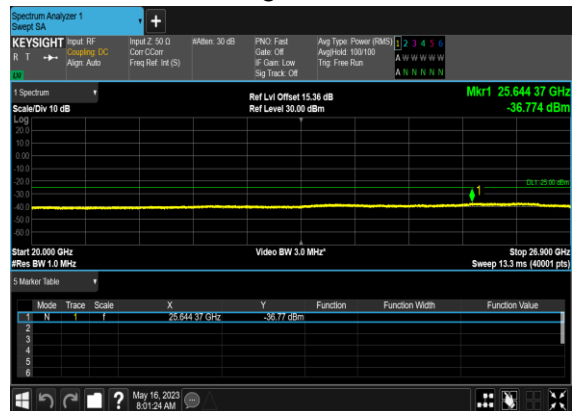 Spectrum Analyzer 1
Swept SA
+
KEYSIGHT Input: RF Input Z: 50 Ω #Atten: 30 dB PNO: Fast Avg Type: Power (RMS) 1 2 3 4 5 6
R T Coupling: DC Corr CCorr Gate: Off Avg|Hold: 100/100 A W W W W W
Align: Auto Freq Ref: Int (S) IF Gain: Low Trig: Free Run
Sig Track: Off A N N N N N
1 Spectrum Ref Lvl Offset 15.36 dB Mkr1 25.644 37 GHz
Scale/Div 10 dB Ref Level 30.00 dBm -36.774 dBm
Log
20.0
10.0
0.00
-10.0
-20.0 DL1 25.00 dBm
-30.0 1
-40.0
-50.0
-60.0
Start 20.000 GHz Video BW 3.0 MHz* Stop 26.900 GHz
#Res BW 1.0 MHz Sweep 13.3 ms (40001 pts)
5 Marker Table
Mode Trace Scale X Y Function Function Width Function Value
1 N 1 f 25.644 37 GHz -36.77 dBm
2
3
4
5
6
? May 16, 2023
8:01:24 AM